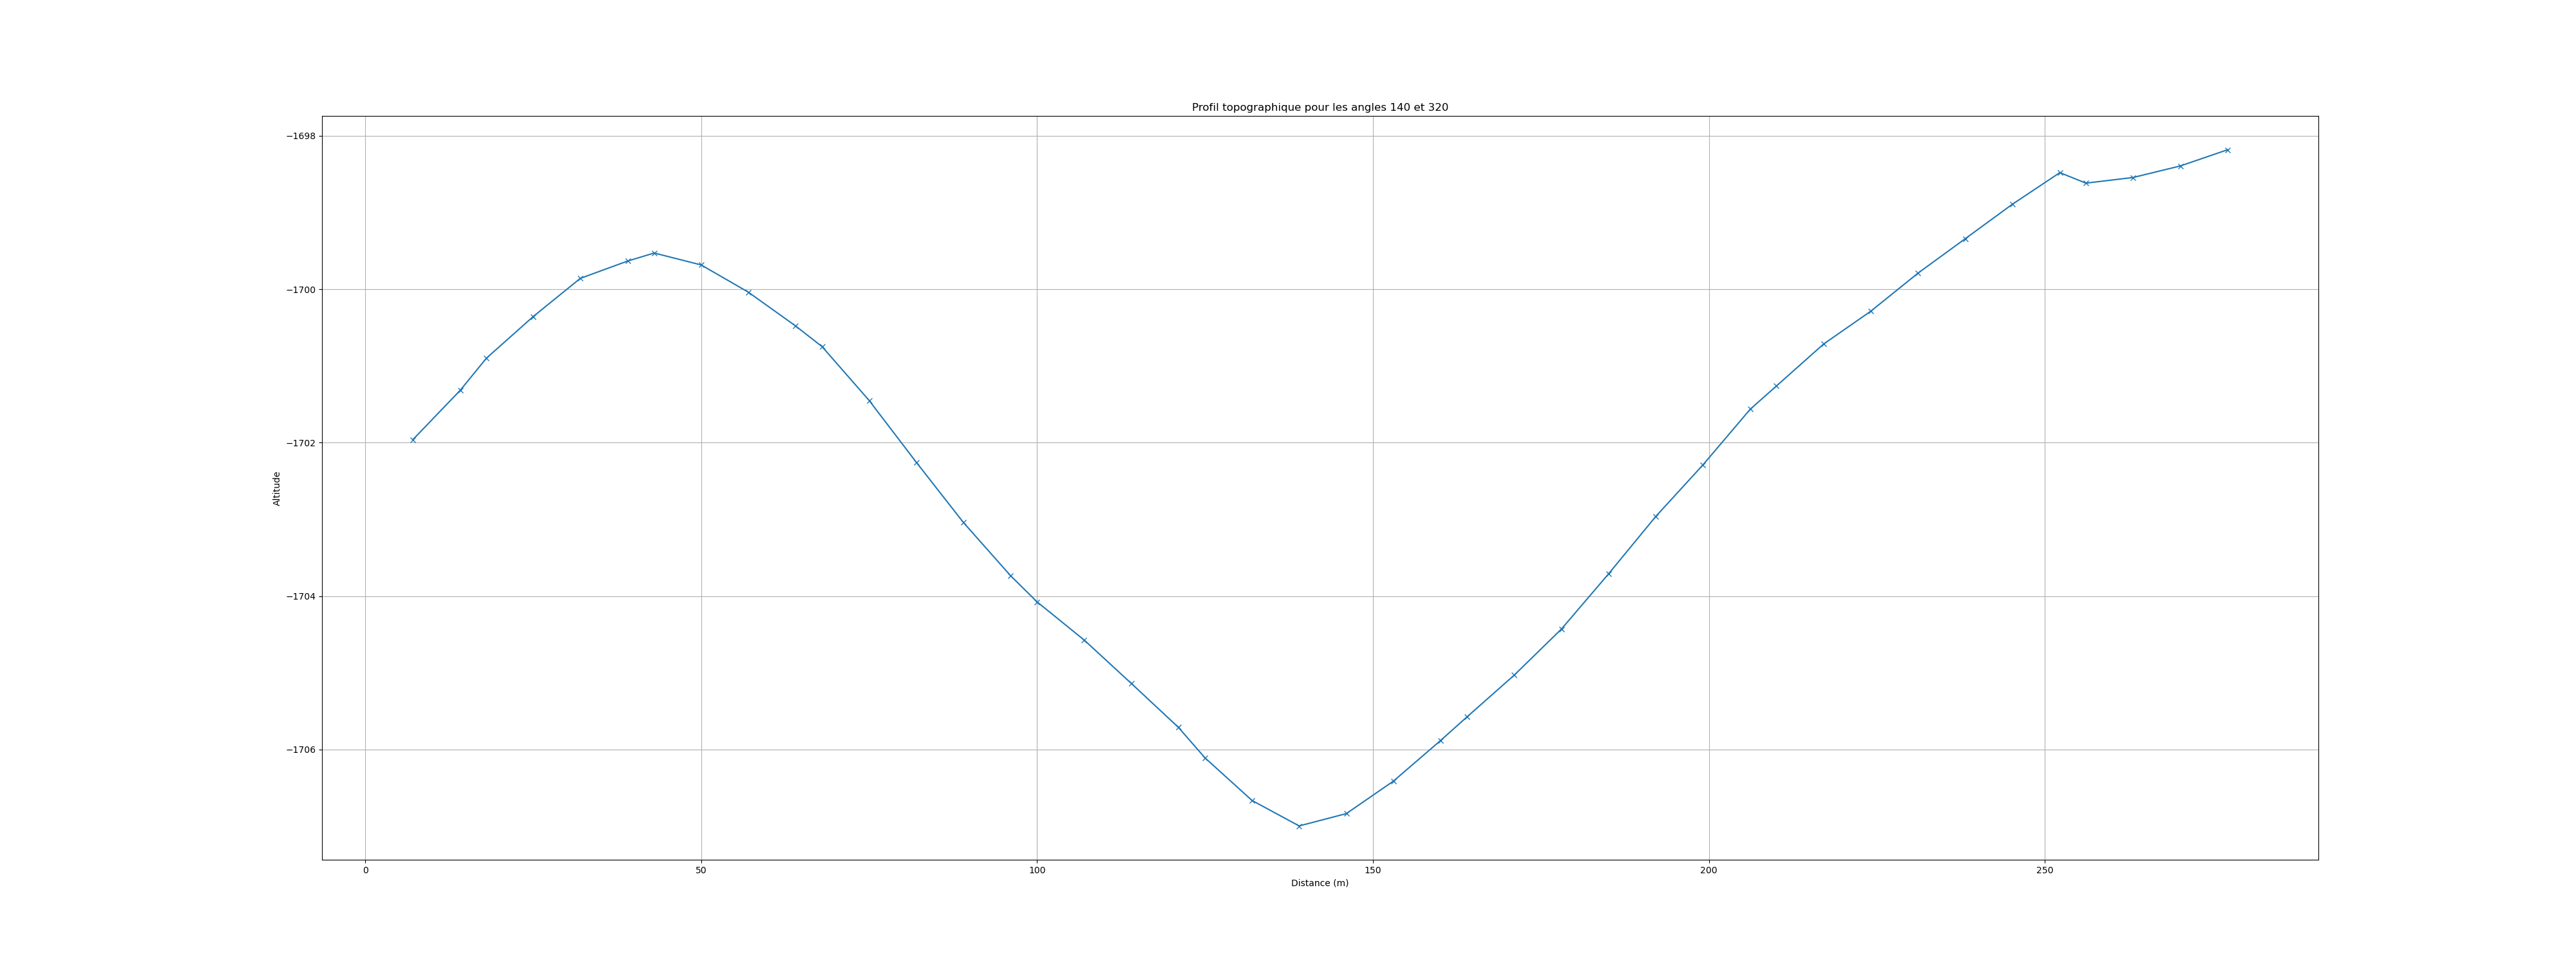 Profil topographique pour les angles 140 et 320
−1698
−1700
−1702
−1704
−1706
Altitude
0 50 100 150 200 250
Distance (m)